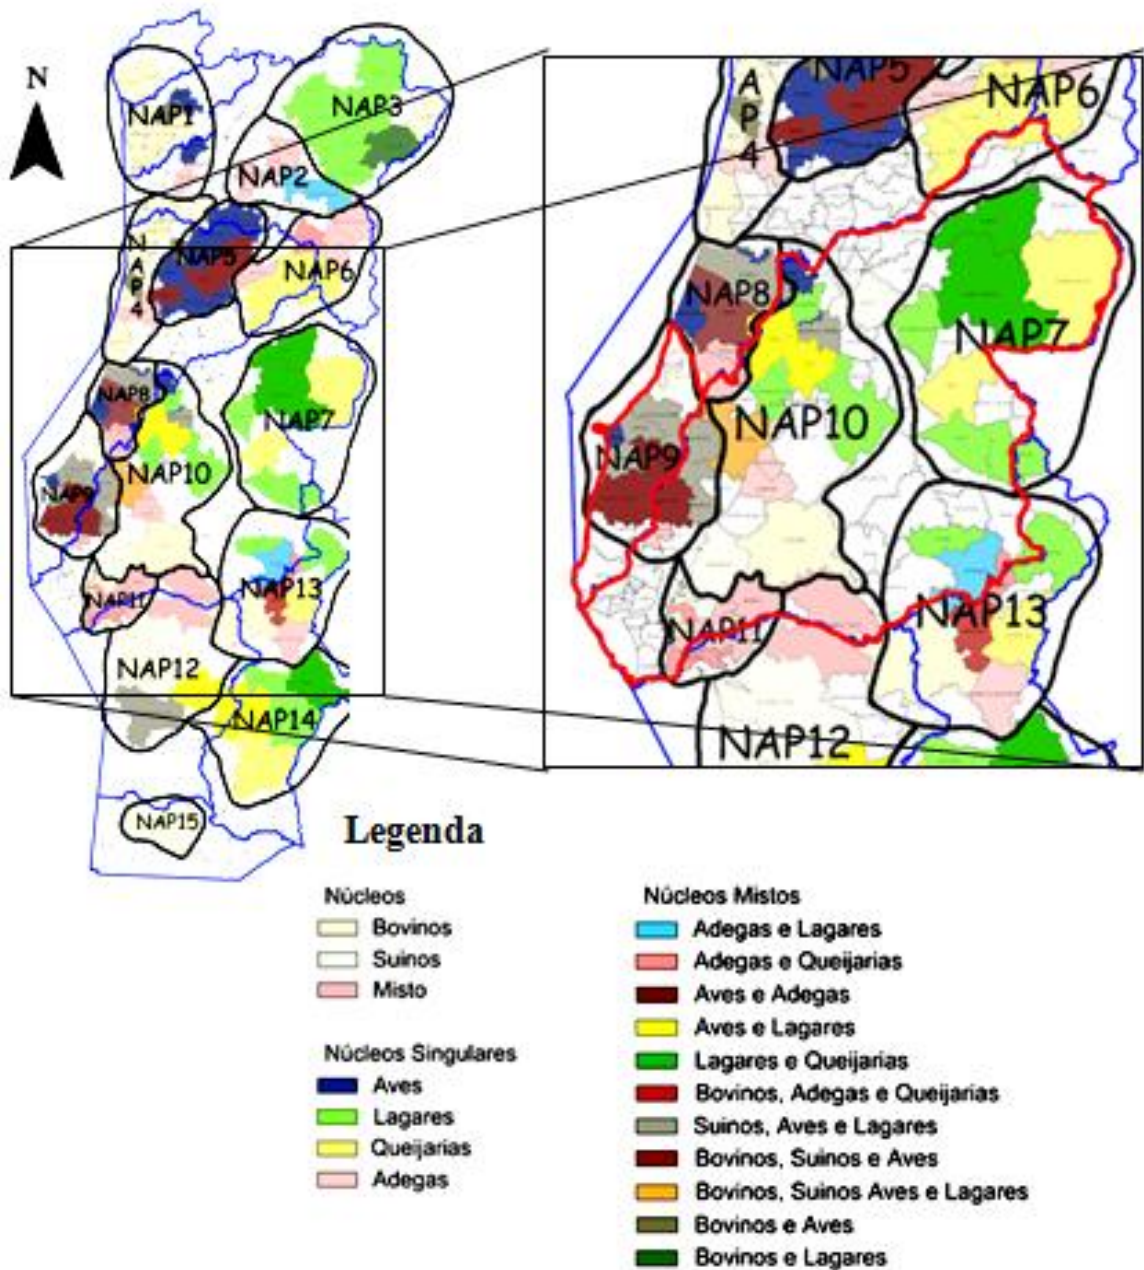 N
NAP1
NAP3
NAP2
NAP4
NAP5
NAP6
NAP8
NAP7
NAP10
NAP9
NAP13
NAP11
NAP12
NAP14
NAP15
AP4
NAP5
NAP6
NAP8
NAP7
NAP10
NAP9
NAP13
NAP11
NAP12
Legenda
Núcleos
Bovinos
Suinos
Misto
Núcleos Singulares
Aves
Lagares
Queijarias
Adegas
Núcleos Mistos
Adegas e Lagares
Adegas e Queijarias
Aves e Adegas
Aves e Lagares
Lagares e Queijarias
Bovinos, Adegas e Queijarias
Suinos, Aves e Lagares
Bovinos, Suinos e Aves
Bovinos, Suinos Aves e Lagares
Bovinos e Aves
Bovinos e Lagares